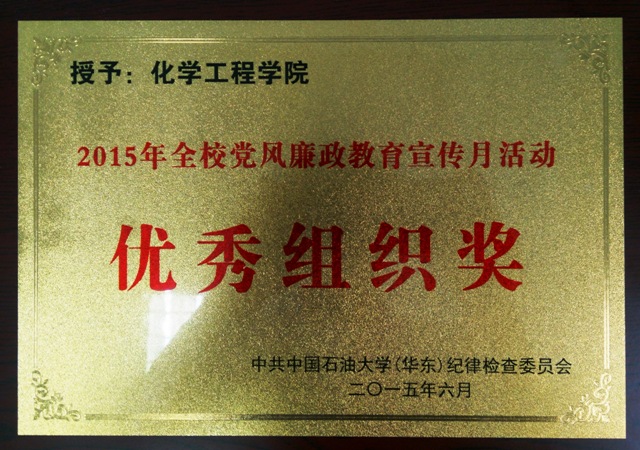 授予：化学工程学院
2015年全校党风廉政教育宣传月活动
优秀组织奖
中共中国石油大学(华东)纪律检查委员会
二〇一五年六月